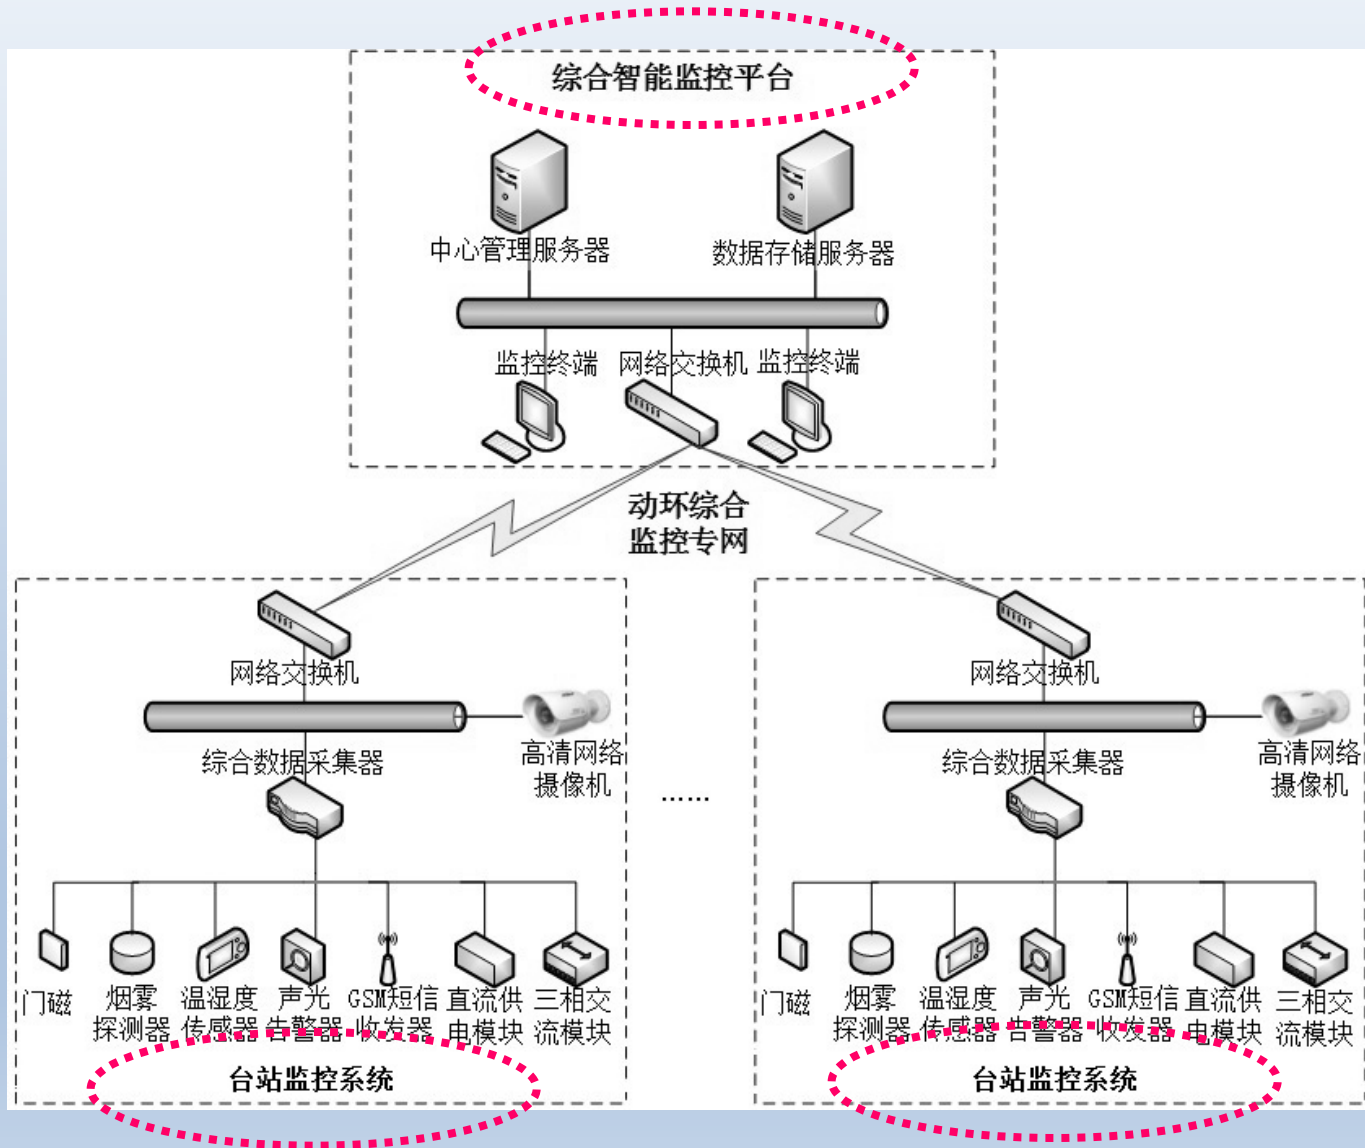 综合智能监控平台
中心管理服务器
数据存储服务器
监控终端
网络交换机
监控终端
动环综合
监控专网
网络交换机
综合数据采集器
高清网络
摄像机
门磁
烟雾
探测器
温湿度
传感器
声光
告警器
GSM短信
收发器
直流供
电模块
三相交
流模块
台站监控系统
......
网络交换机
综合数据采集器
高清网络
摄像机
门磁
烟雾
探测器
温湿度
传感器
声光
告警器
GSM短信
收发器
直流供
电模块
三相交
流模块
台站监控系统